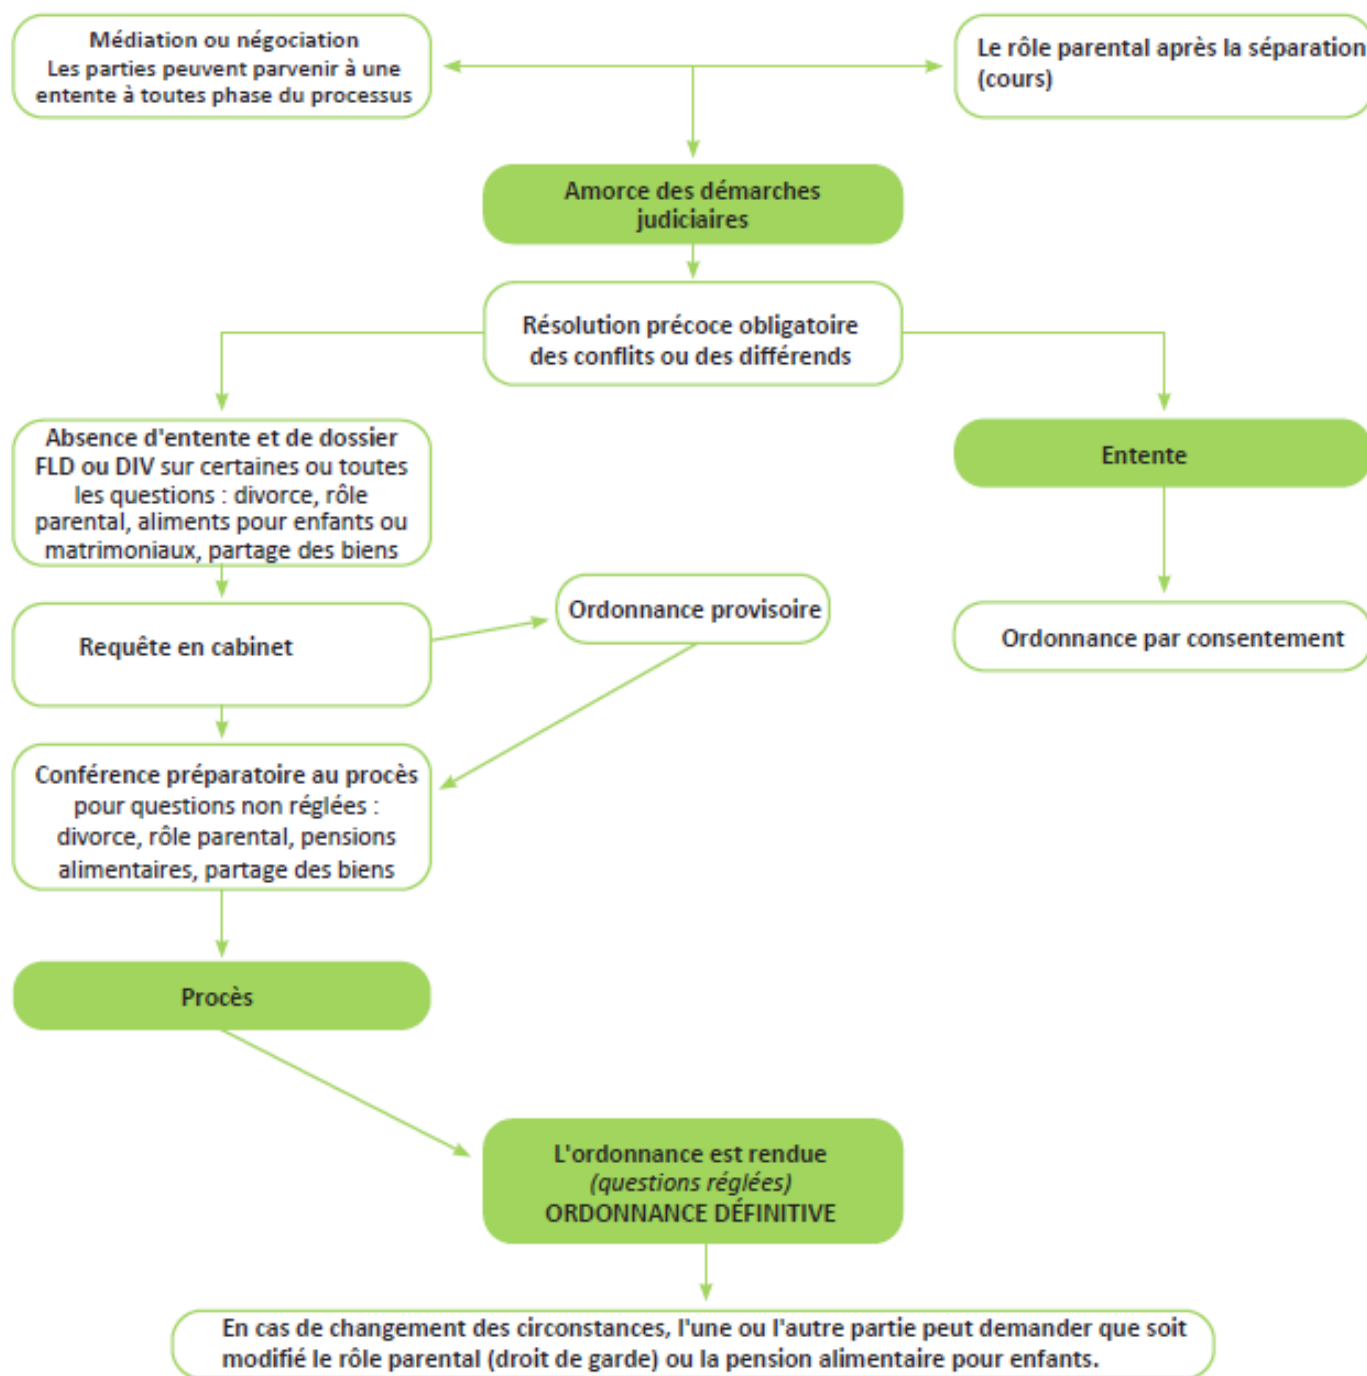 Médiation ou négociation
Les parties peuvent parvenir à une
entente à toutes phase du processus
Le rôle parental après la séparation
(cours)
Amorce des démarches
judiciaires
Résolution précoce obligatoire
des conflits ou des différends
Absence d'entente et de dossier
FLD ou DIV sur certaines ou toutes
les questions : divorce, rôle
parental, aliments pour enfants ou
matrimoniaux, partage des biens
Entente
Ordonnance provisoire
Requête en cabinet
Ordonnance par consentement
Conférence préparatoire au procès
pour questions non réglées :
divorce, rôle parental, pensions
alimentaires, partage des biens
Procès
L'ordonnance est rendue
(questions réglées)
ORDONNANCE DÉFINITIVE
En cas de changement des circonstances, l'une ou l'autre partie peut demander que soit
modifié le rôle parental (droit de garde) ou la pension alimentaire pour enfants.